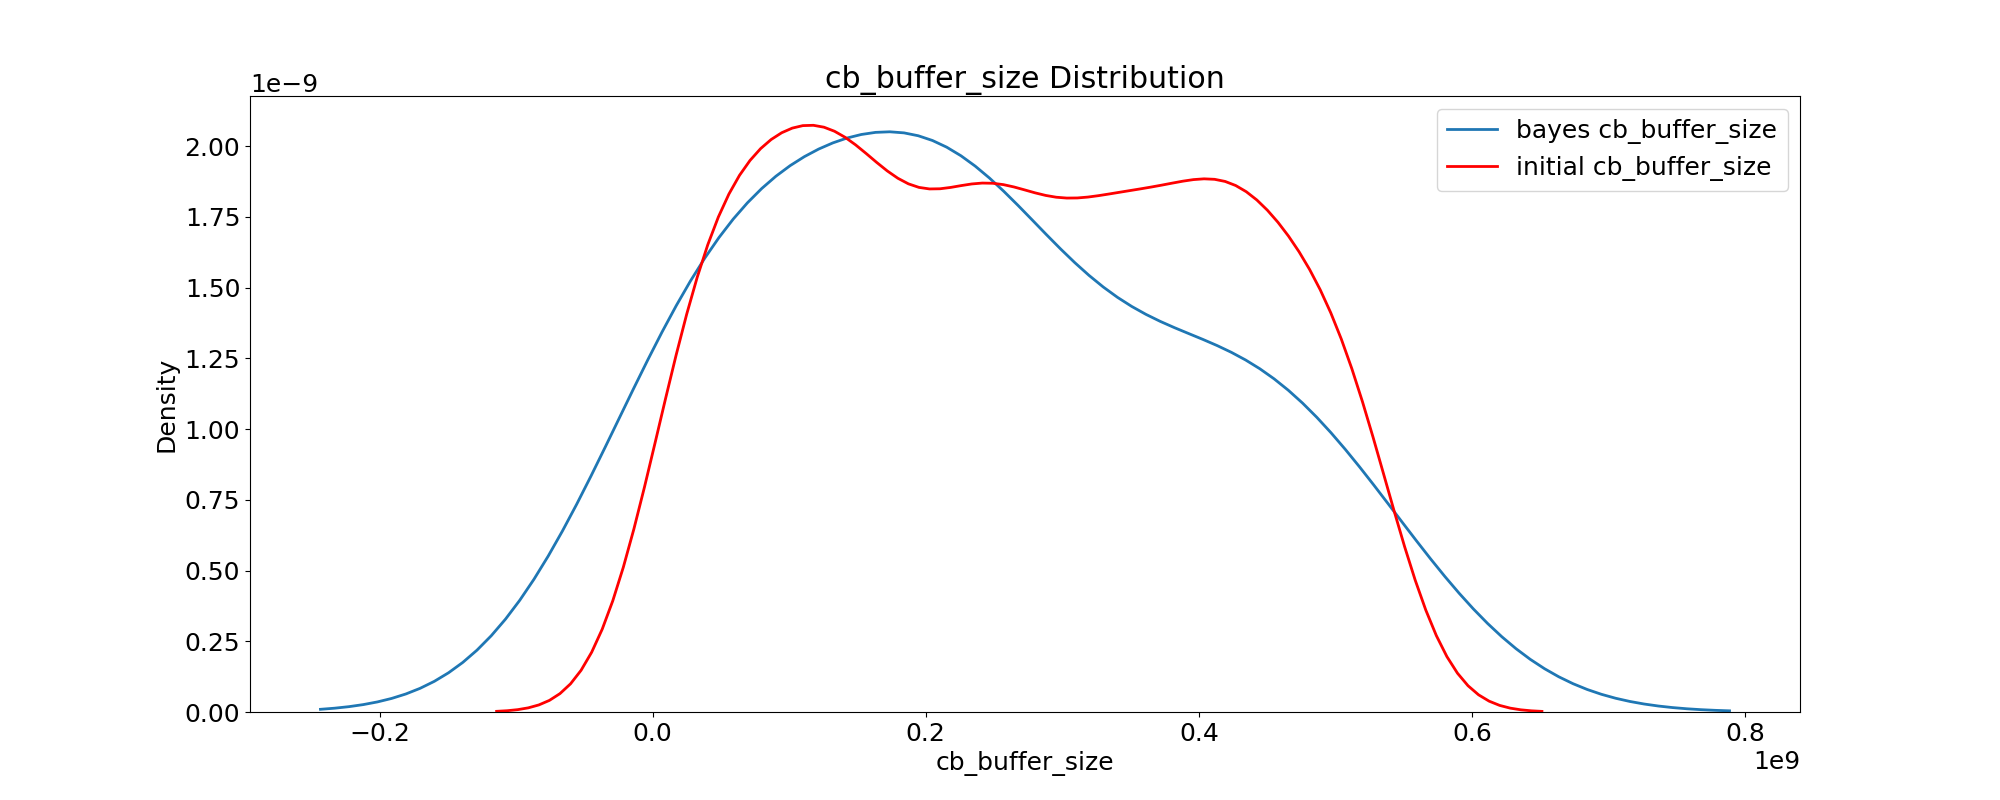 cb_buffer_size Distribution
1e−9
bayes cb_buffer_size
initial cb_buffer_size
2.00
1.75
1.50
1.25
1.00
0.75
0.50
0.25
0.00
Density
−0.2
0.0
0.2
0.4
0.6
0.8
cb_buffer_size
1e9